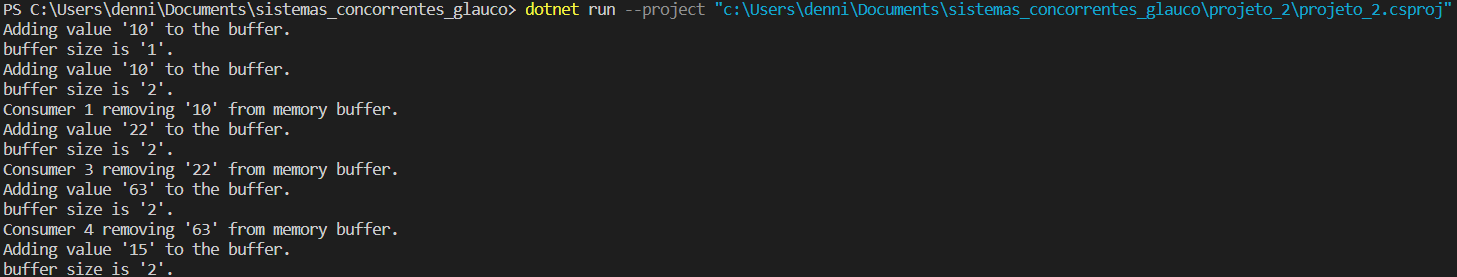 PS C:\Users\denni\Documents\sistemas_concorrentes_glauco> dotnet run --project "c:\Users\denni\Documents\sistemas_concorrentes_glauco\projeto_2\projeto_2.csproj"
Adding value '10' to the buffer.
buffer size is '1'.
Adding value '10' to the buffer.
buffer size is '2'.
Consumer 1 removing '10' from memory buffer.
Adding value '22' to the buffer.
buffer size is '2'.
Consumer 3 removing '22' from memory buffer.
Adding value '63' to the buffer.
buffer size is '2'.
Consumer 4 removing '63' from memory buffer.
Adding value '15' to the buffer.
buffer size is '2'.